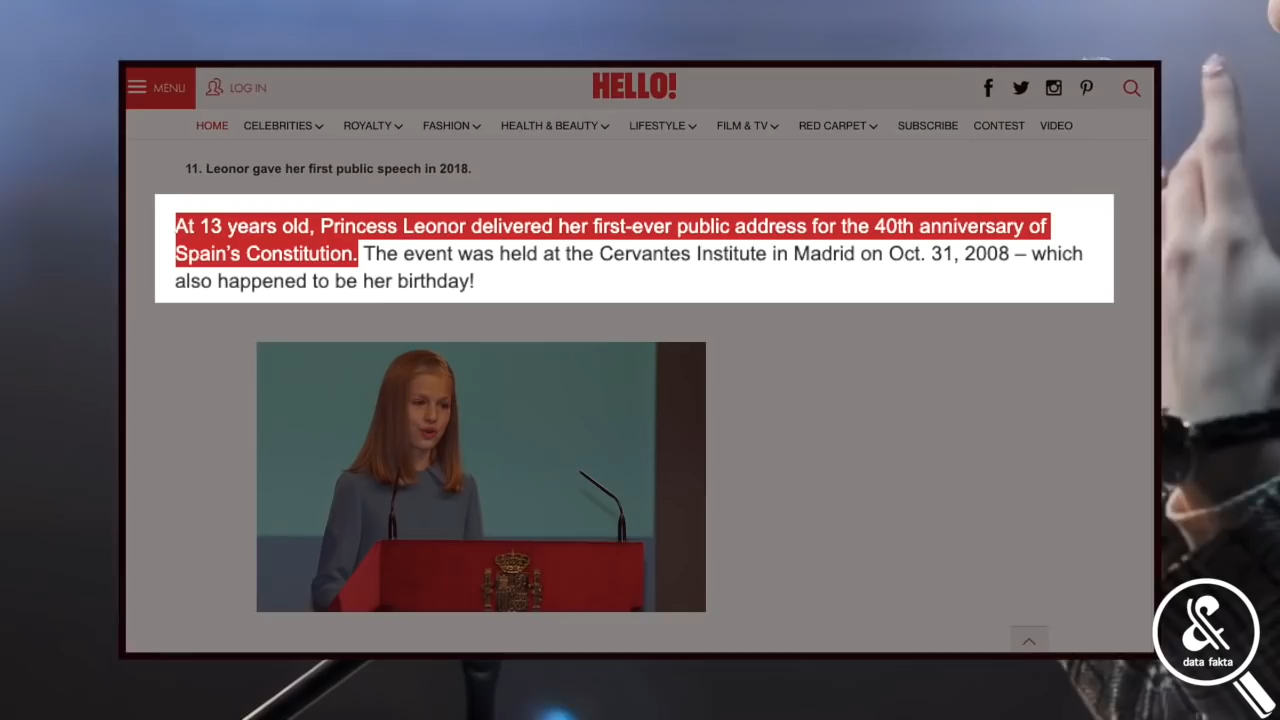 MENU LOG IN HELLO!
HOME CELEBRITIES ROYALTY FASHION HEALTH & BEAUTY LIFESTYLE FILM & TV RED CARPET SUBSCRIBE CONTEST VIDEO
11. Leonor gave her first public speech in 2018.
At 13 years old, Princess Leonor delivered her first-ever public address for the 40th anniversary of
Spain’s Constitution. The event was held at the Cervantes Institute in Madrid on Oct. 31, 2008 – which
also happened to be her birthday!
&
data fakta